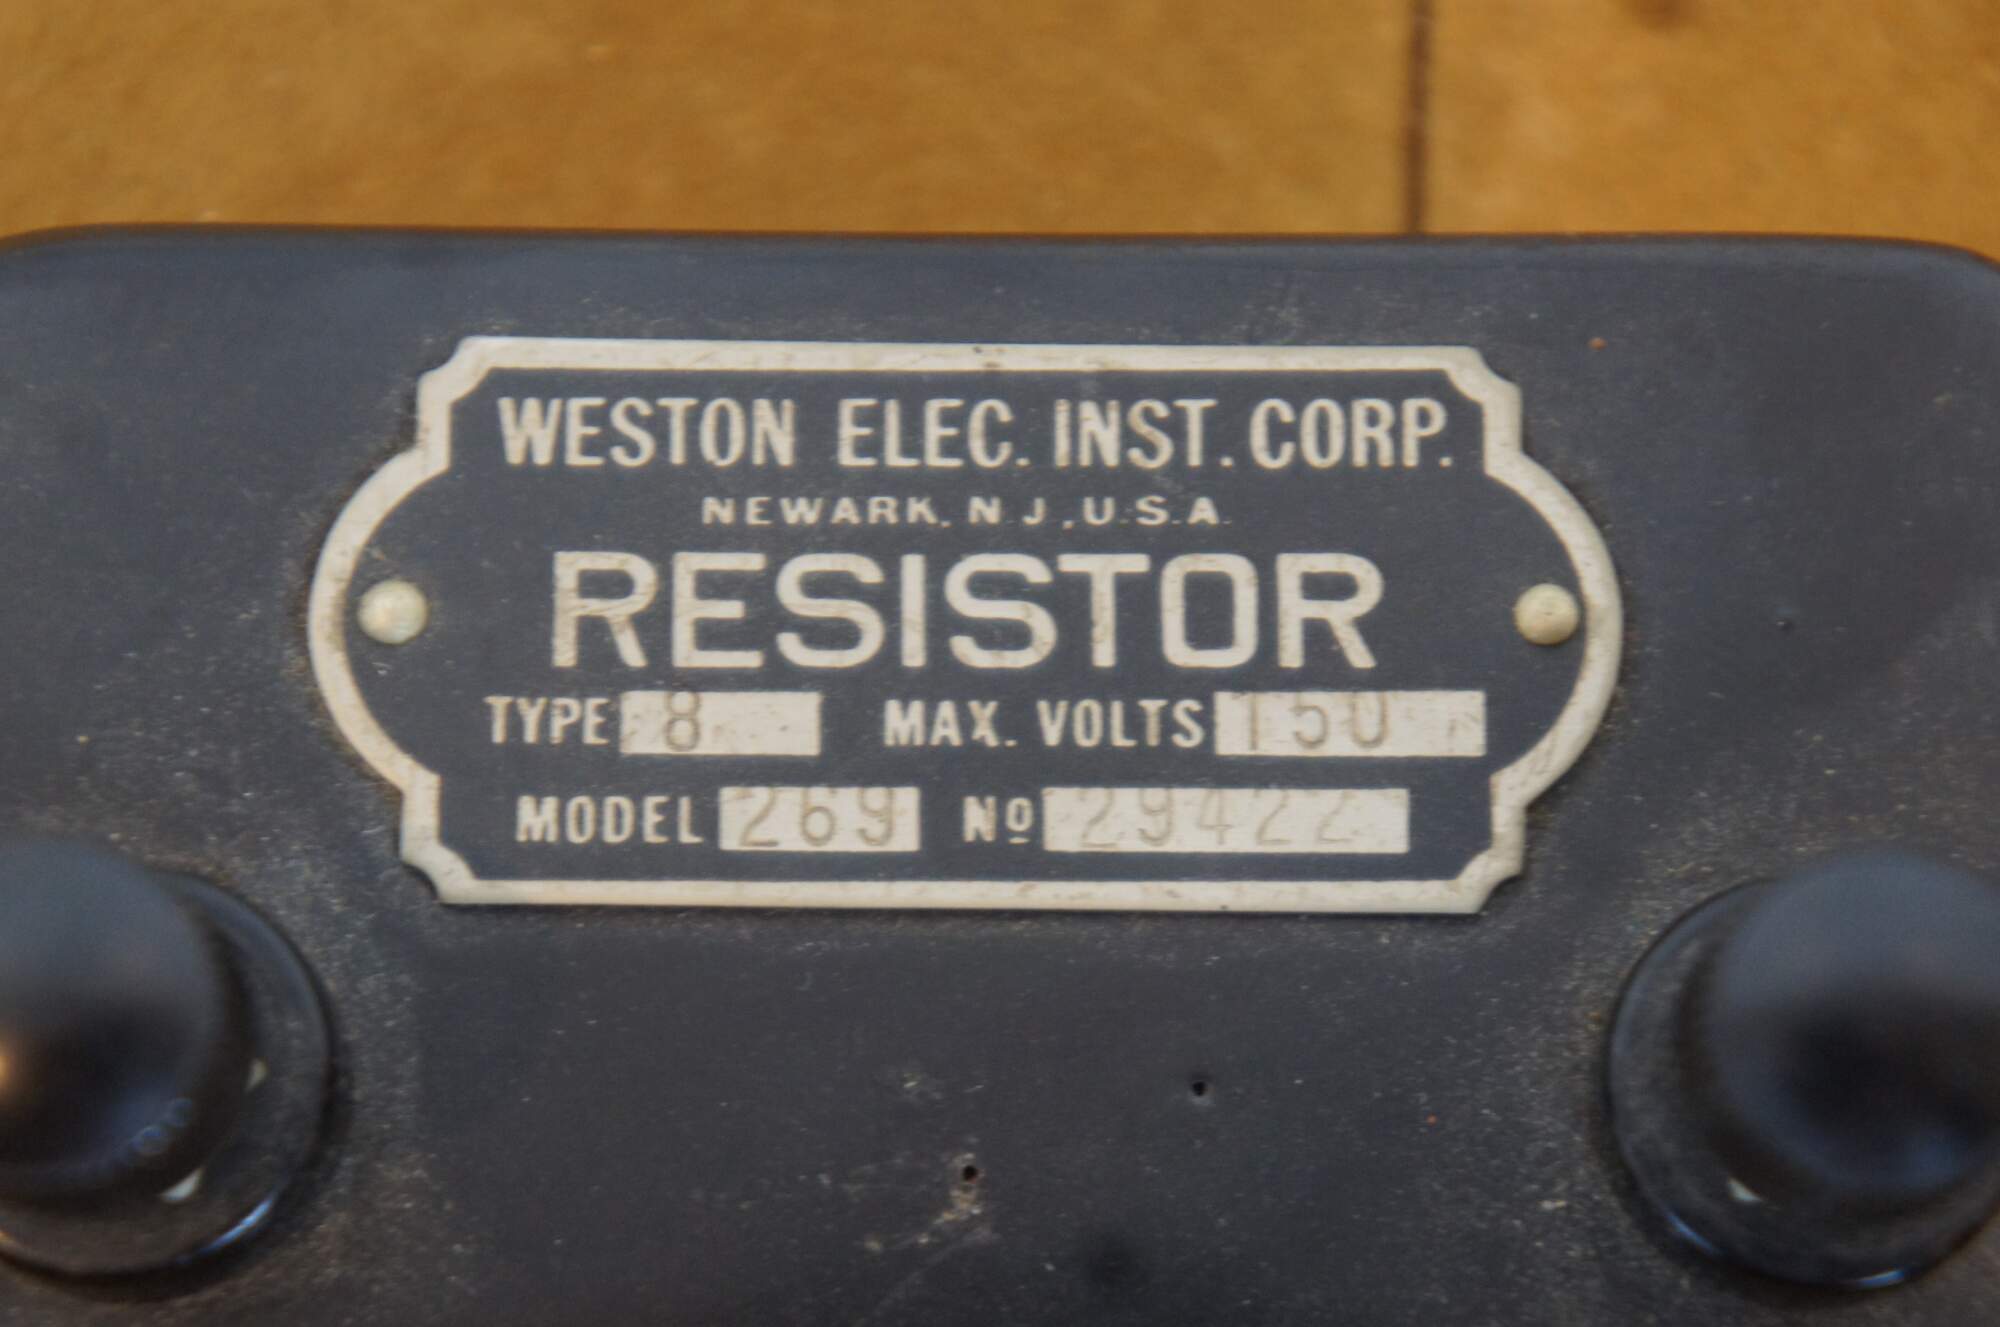 WESTON ELEC. INST. CORP.
NEWARK, N.J., U.S.A.
RESISTOR
TYPE 8 MAX. VOLTS 150
MODEL 269 Nº 29422